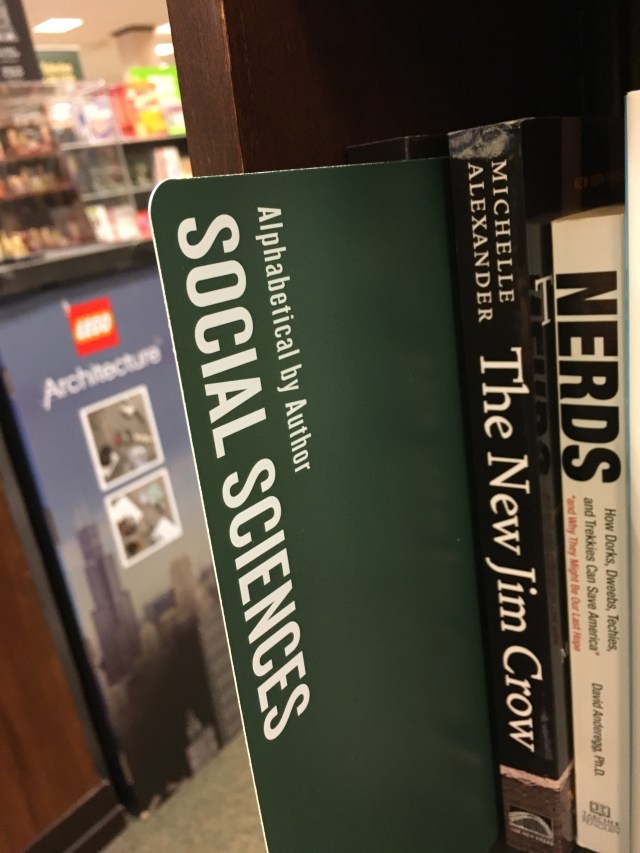 LEGO
Architecture
Alphabetical by Author
SOCIAL SCIENCES
MICHELLE
ALEXANDER
The New Jim Crow
NERDS
How Dorks, Dweebs, Techies,
and Trekkies Can Save America*
*and Why They Might Be Our Last Hope
David Anderegg, Ph.D.